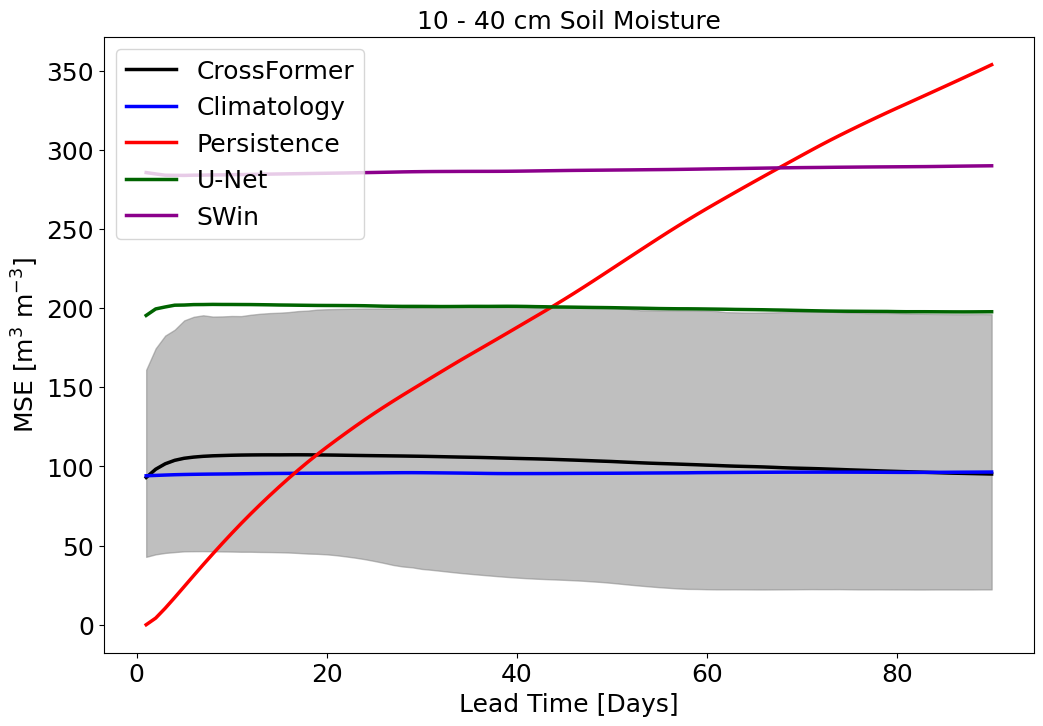 10 - 40 cm Soil Moisture
CrossFormer
Climatology
Persistence
U-Net
SWin
350
300
250
200
150
100
50
0
MSE [m³ m⁻³]
0 20 40 60 80
Lead Time [Days]